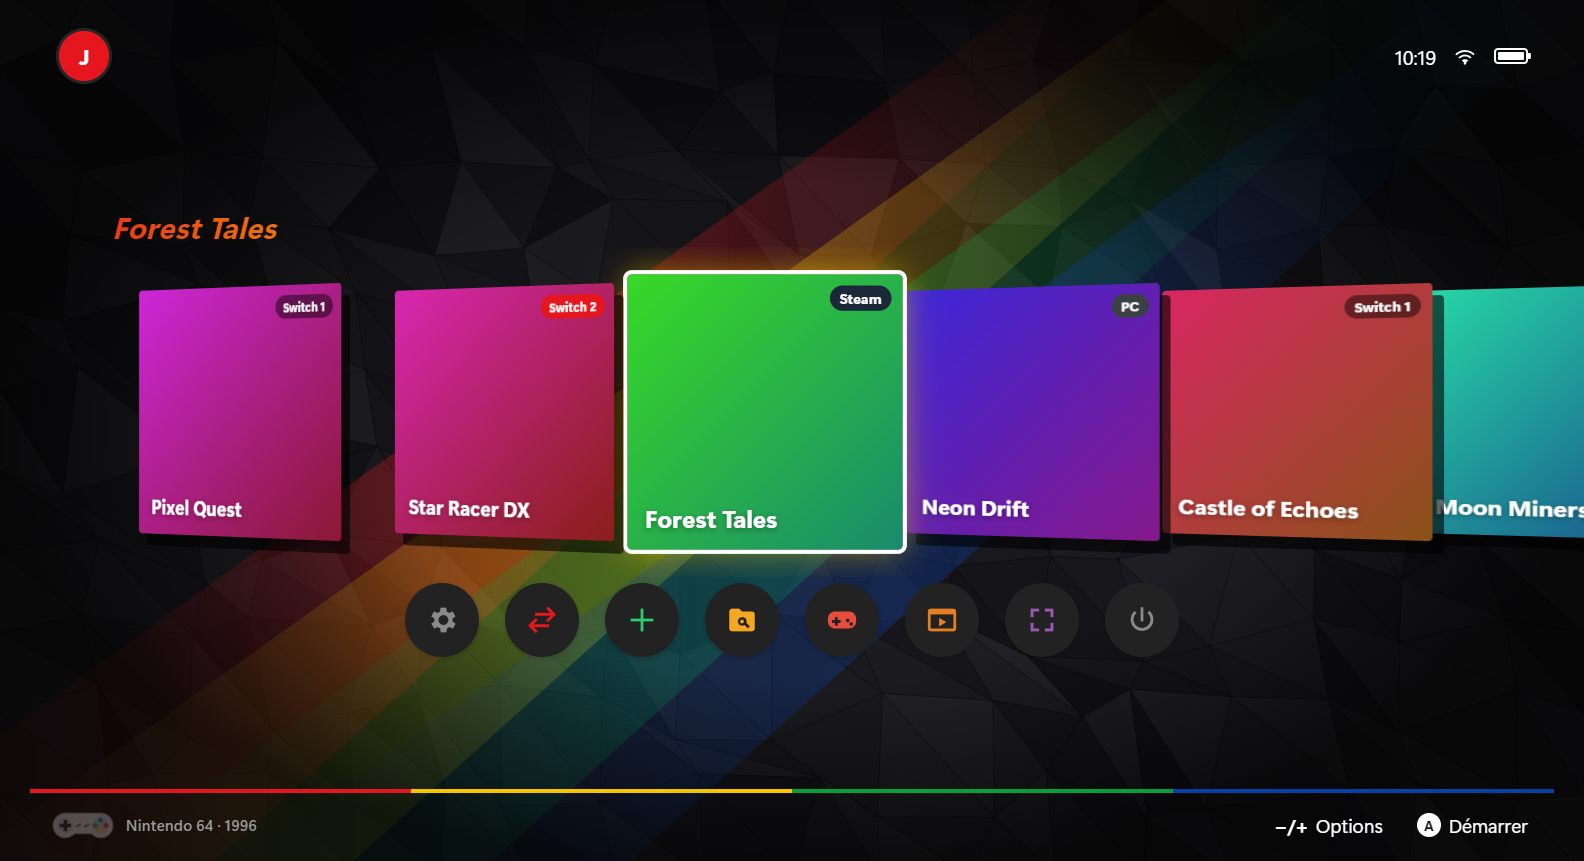 J
10:19
Forest Tales
Switch 1
Switch 2
Steam
PC
Switch 1
Pixel Quest
Star Racer DX
Forest Tales
Neon Drift
Castle of Echoes
Moon Miners
Nintendo 64 · 1996
−/+ Options
A Démarrer